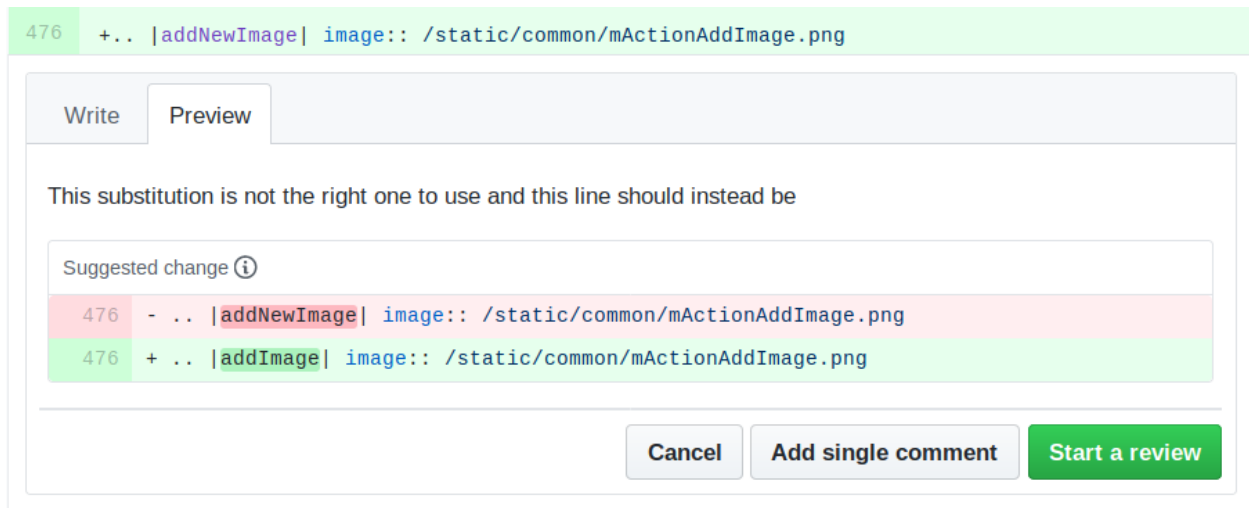 476 +.. |addNewImage| image:: /static/common/mActionAddImage.png
Write Preview
This substitution is not the right one to use and this line should instead be
Suggested change
476 - .. |addNewImage| image:: /static/common/mActionAddImage.png
476 + .. |addImage| image:: /static/common/mActionAddImage.png
Cancel Add single comment Start a review